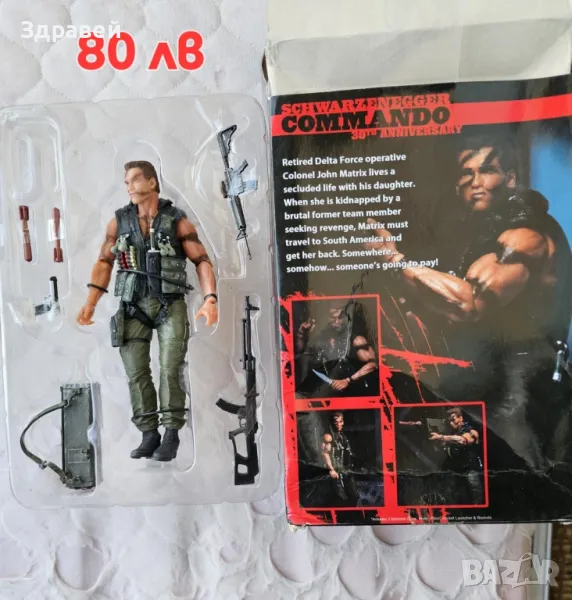 Здравей
80 лв
SCHWARZENEGGER
COMMANDO
30TH ANNIVERSARY
Retired Delta Force operative
Colonel John Matrix lives a
secluded life with his daughter.
When she is kidnapped by a
brutal former team member
seeking revenge, Matrix must
travel to South America and
get her back. Somewhere...
somehow... someone's going to pay!
Launcher &
BAZAR